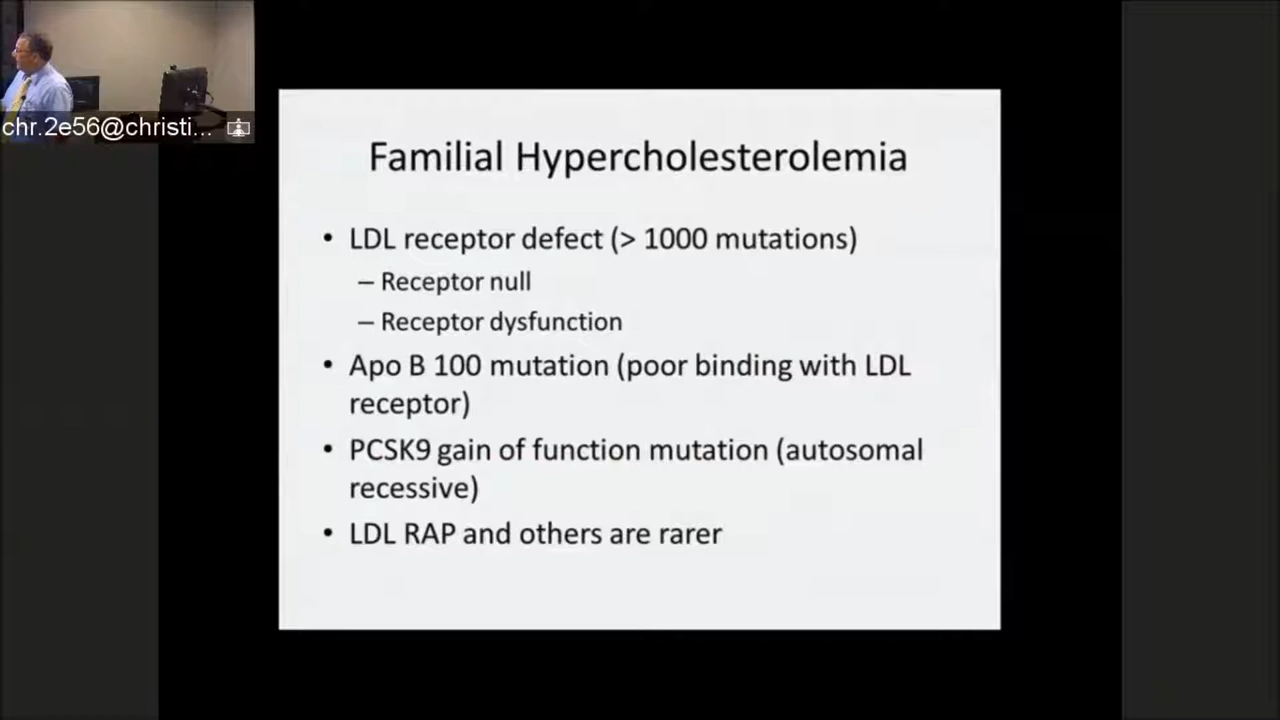 chr.2e56@christi...
Familial Hypercholesterolemia
• LDL receptor defect (> 1000 mutations)
– Receptor null
– Receptor dysfunction
• Apo B 100 mutation (poor binding with LDL
receptor)
• PCSK9 gain of function mutation (autosomal
recessive)
• LDL RAP and others are rarer